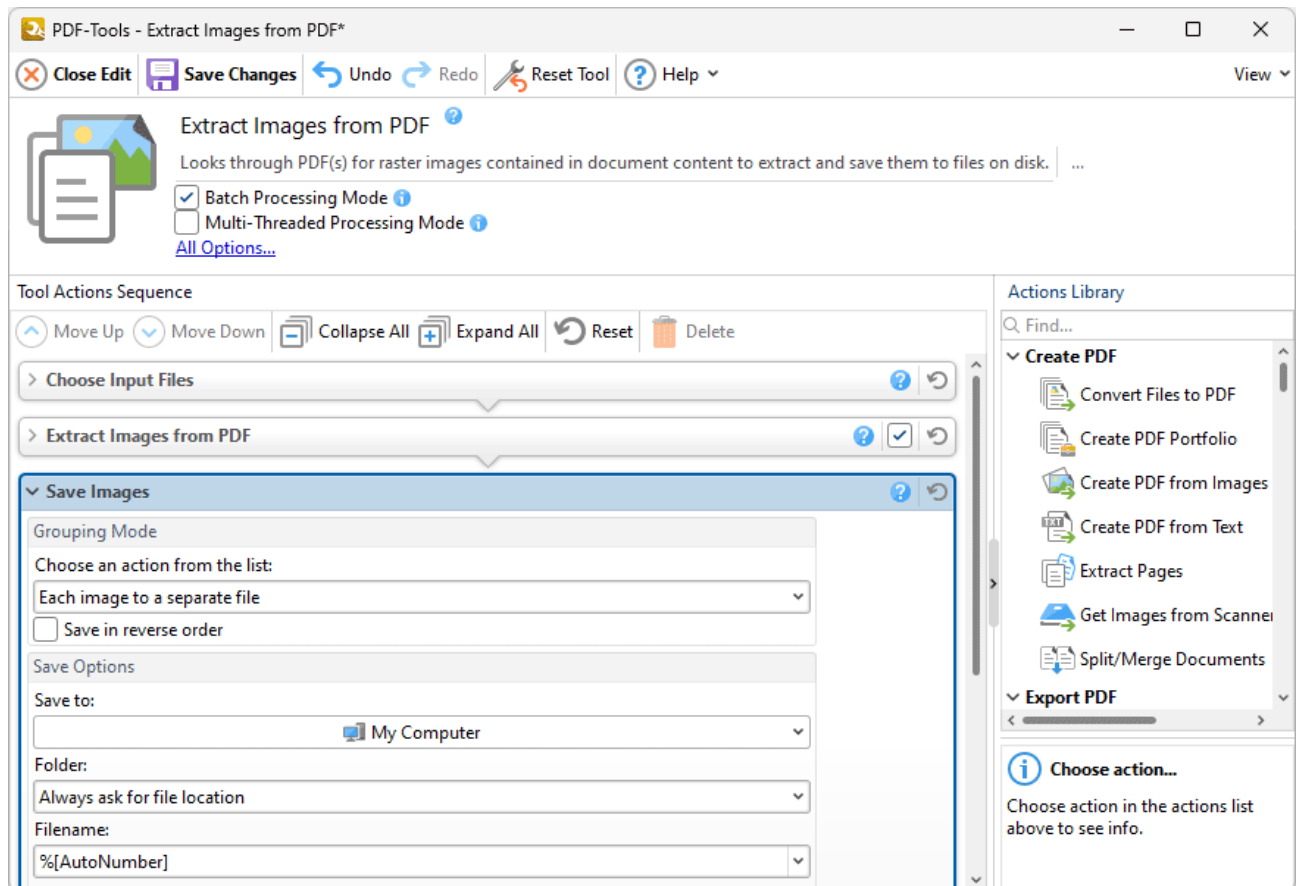 PDF-Tools - Extract Images from PDF*
Close Edit Save Changes Undo Redo Reset Tool ? Help View
Extract Images from PDF ?
Looks through PDF(s) for raster images contained in document content to extract and save them to files on disk. ...
Batch Processing Mode i
Multi-Threaded Processing Mode i
All Options...
Tool Actions Sequence
Move Up Move Down Collapse All Expand All Reset Delete
Choose Input Files ?
Extract Images from PDF ?
Save Images ?
Grouping Mode
Choose an action from the list:
Each image to a separate file
Save in reverse order
Save Options
Save to:
My Computer
Folder:
Always ask for file location
Filename:
%[AutoNumber]
Actions Library
Find...
Create PDF
Convert Files to PDF
Create PDF Portfolio
Create PDF from Images
TXT Create PDF from Text
Extract Pages
Get Images from Scanner
Split/Merge Documents
Export PDF
i Choose action...
Choose action in the actions list
above to see info.